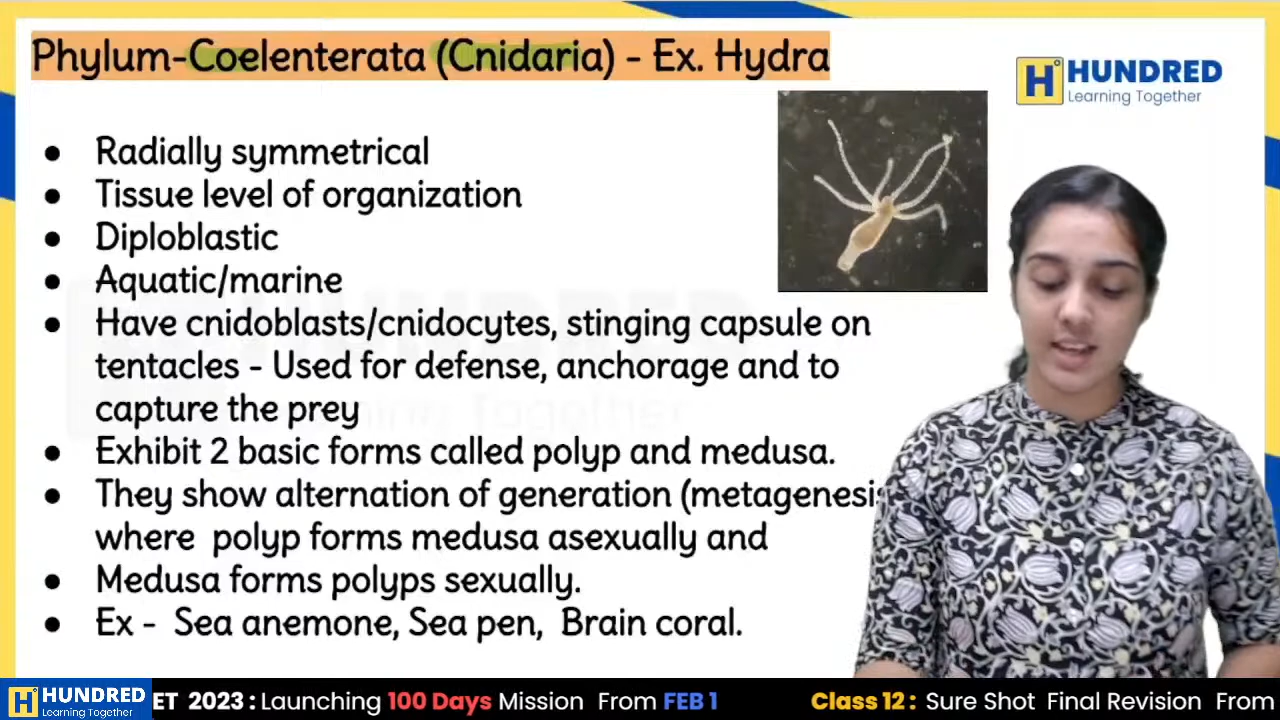 Phylum-Coelenterata (Cnidaria) - Ex. Hydra
HUNDRED
Learning Together
● Radially symmetrical
● Tissue level of organization
● Diploblastic
● Aquatic/marine
● Have cnidoblasts/cnidocytes, stinging capsule on
tentacles - Used for defense, anchorage and to
capture the prey
● Exhibit 2 basic forms called polyp and medusa.
● They show alternation of generation (metagenesis
where polyp forms medusa asexually and
● Medusa forms polyps sexually.
● Ex - Sea anemone, Sea pen, Brain coral.
HUNDRED
Learning Together
ET 2023 : Launching 100 Days Mission From FEB 1
Class 12 : Sure Shot Final Revision From